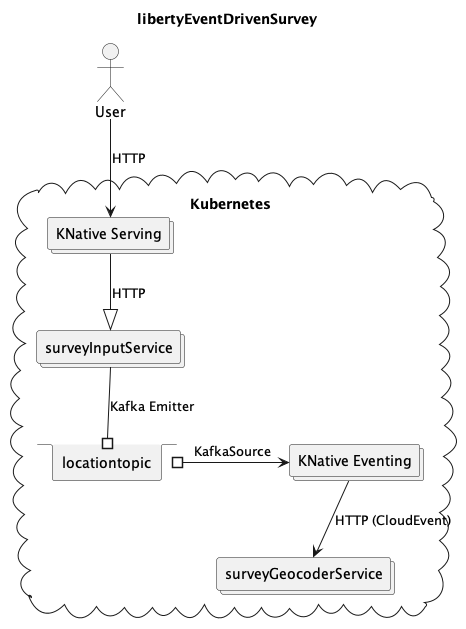 libertyEventDrivenSurvey
User
HTTP
Kubernetes
KNative Serving
HTTP
surveyInputService
Kafka Emitter
locationtopic
KafkaSource
KNative Eventing
HTTP (CloudEvent)
surveyGeocoderService